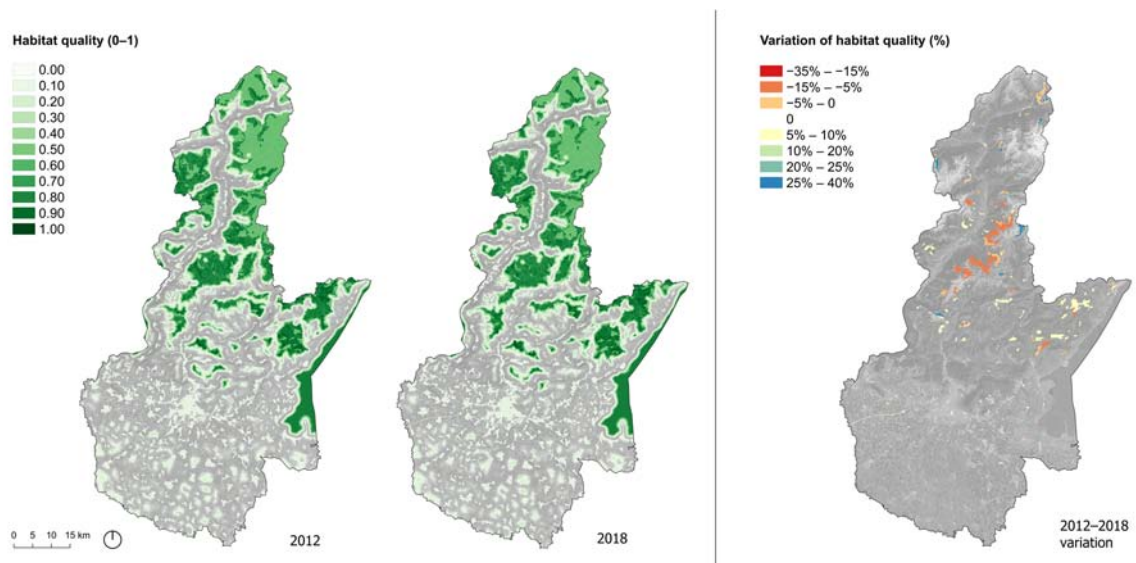 Habitat quality (0–1)
0.00
0.10
0.20
0.30
0.40
0.50
0.60
0.70
0.80
0.90
1.00
0 5 10 15 km
2012
2018
Variation of habitat quality (%)
−35% – −15%
−15% – −5%
−5% – 0
0
5% – 10%
10% – 20%
20% – 25%
25% – 40%
2012–2018
variation